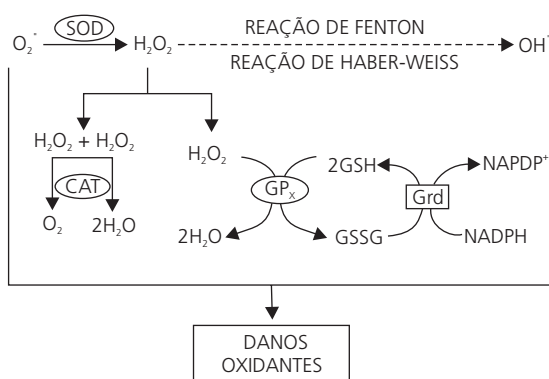 SOD
REAÇÃO DE FENTON
O₂⁻ H₂O₂ OH⁻
REAÇÃO DE HABER-WEISS
H₂O₂ + H₂O₂ H₂O₂ 2GSH NAPDP⁺
CAT GPₓ Grd
O₂ 2H₂O 2H₂O GSSG NADPH
DANOS
OXIDANTES